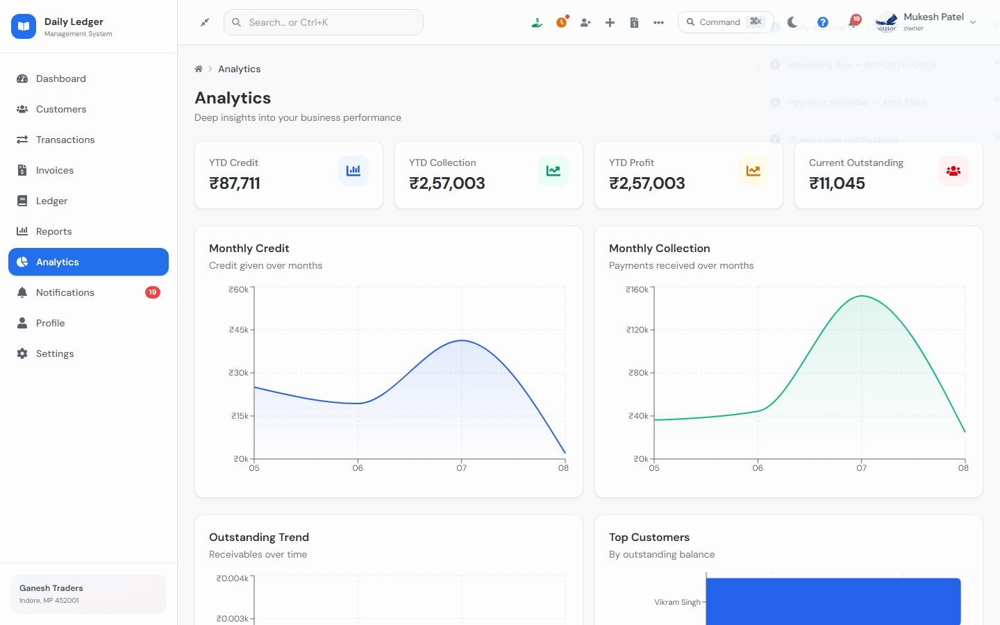 Daily Ledger
Management System
Dashboard
Customers
Transactions
Invoices
Ledger
Reports
Analytics
Notifications
19
Profile
Settings
Ganesh Traders
Indore, MP 452001
Search... or Ctrl+K
Command
⌘K
19
Mukesh Patel
owner
Upcoming due — INV-2026-0006
Payment reminder — Amit Patel
16 more new notifications
Analytics
Analytics
Deep insights into your business performance
YTD Credit
₹87,711
YTD Collection
₹2,57,003
YTD Profit
₹2,57,003
Current Outstanding
₹11,045
Monthly Credit
Credit given over months
₹60k
₹45k
₹30k
₹15k
₹0k
05
06
07
08
Monthly Collection
Payments received over months
₹160k
₹120k
₹80k
₹40k
₹0k
05
06
07
08
Outstanding Trend
Receivables over time
₹0.004k
₹0.003k
Top Customers
By outstanding balance
Vikram Singh